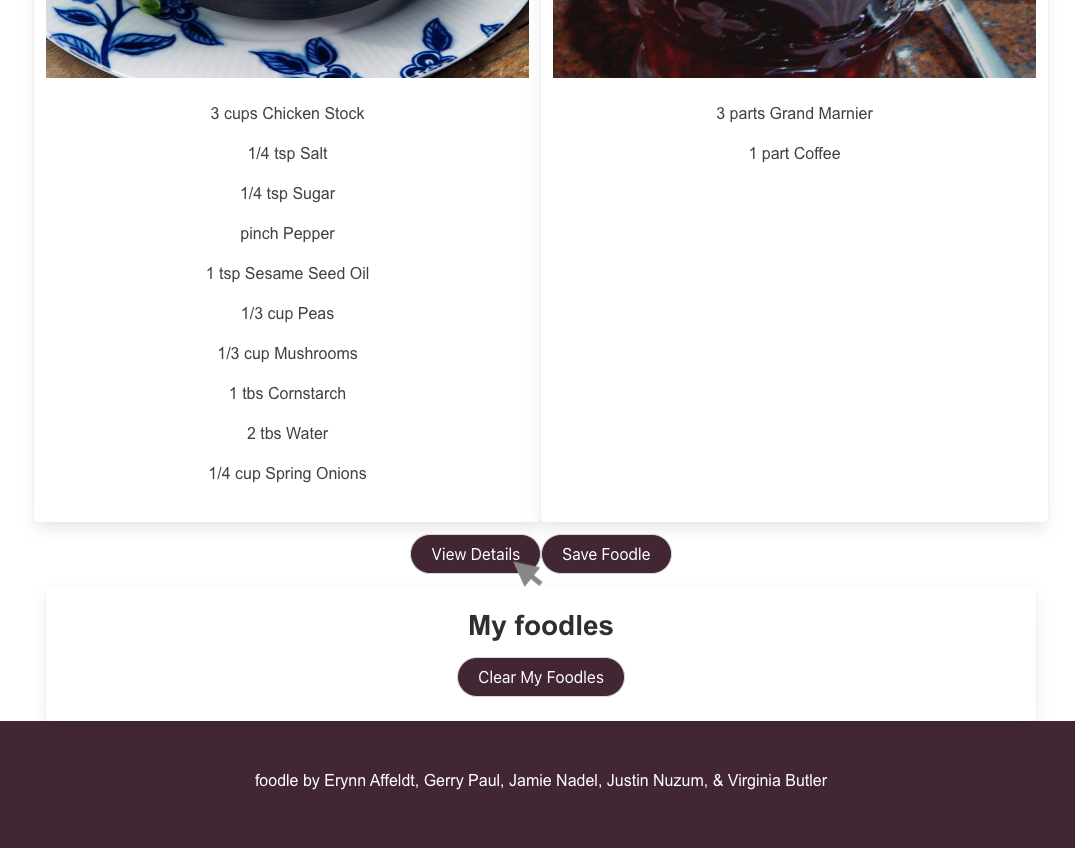 3 cups Chicken Stock
1/4 tsp Salt
1/4 tsp Sugar
pinch Pepper
1 tsp Sesame Seed Oil
1/3 cup Peas
1/3 cup Mushrooms
1 tbs Cornstarch
2 tbs Water
1/4 cup Spring Onions
3 parts Grand Marnier
1 part Coffee
View Details
Save Foodle
My foodles
Clear My Foodles
foodle by Erynn Affeldt, Gerry Paul, Jamie Nadel, Justin Nuzum, & Virginia Butler